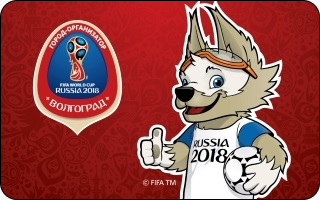 ГОРОД-ОРГАНИЗАТОР
FIFA WORLD CUP
RUSSIA 2018
ВОЛГОГРАД
RUSSIA
2018
© FIFA TM